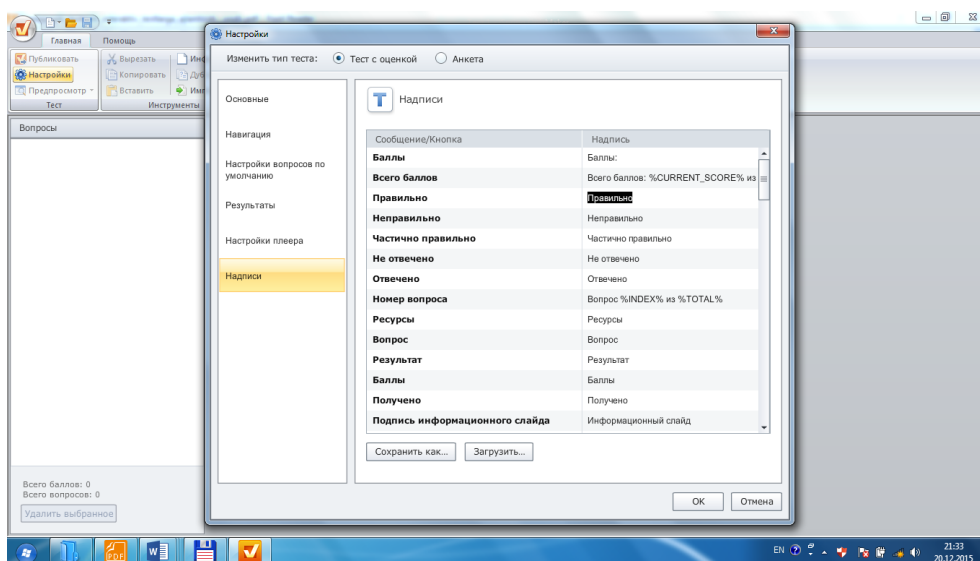 Главная Помощь
Публиковать
Настройки
Предпросмотр
Тест
Вырезать
Копировать
Вставить
Инструменты
Вопросы
Всего баллов: 0
Всего вопросов: 0
Удалить выбранное
Настройки
Изменить тип теста: Тест с оценкой Анкета
Основные
Навигация
Настройки вопросов по
умолчанию
Результаты
Настройки плеера
Надписи
T Надписи
Сообщение/Кнопка Надпись
Баллы Баллы:
Всего баллов Всего баллов: %CURRENT_SCORE% из
Правильно Правильно
Неправильно Неправильно
Частично правильно Частично правильно
Не отвечено Не отвечено
Отвечено Отвечено
Номер вопроса Вопрос %INDEX% из %TOTAL%
Ресурсы Ресурсы
Вопрос Вопрос
Результат Результат
Баллы Баллы
Получено Получено
Подпись информационного слайда Информационный слайд
Сохранить как... Загрузить...
OK Отмена
PDF W EN 21:33
20.12.2015